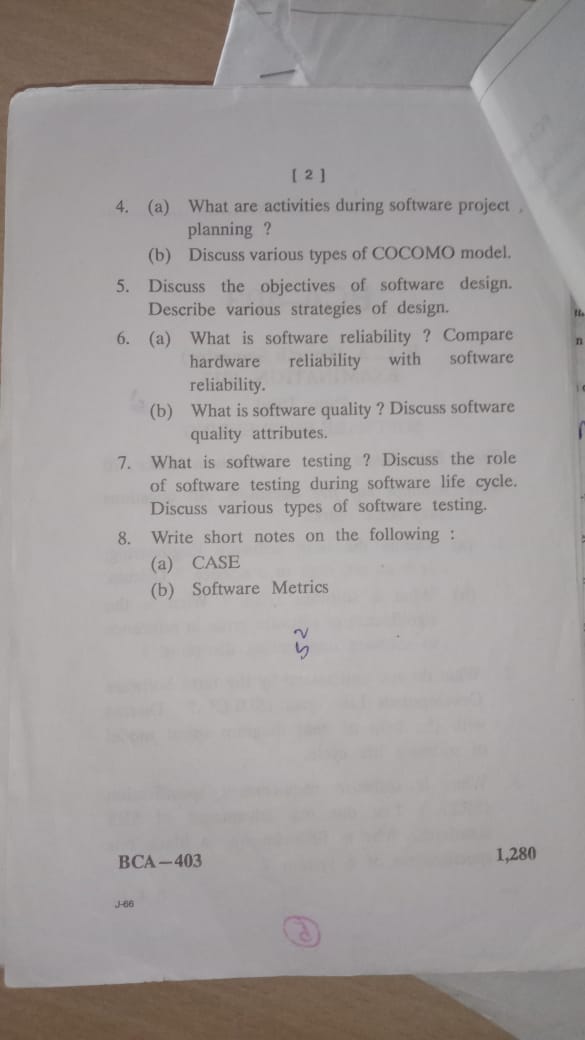 [ 2 ]
4. (a) What are activities during software project
planning ?
(b) Discuss various types of COCOMO model.
5. Discuss the objectives of software design.
Describe various strategies of design.
6. (a) What is software reliability ? Compare
hardware reliability with software
reliability.
(b) What is software quality ? Discuss software
quality attributes.
7. What is software testing ? Discuss the role
of software testing during software life cycle.
Discuss various types of software testing.
8. Write short notes on the following :
(a) CASE
(b) Software Metrics
BCA—403 1,280
J-66